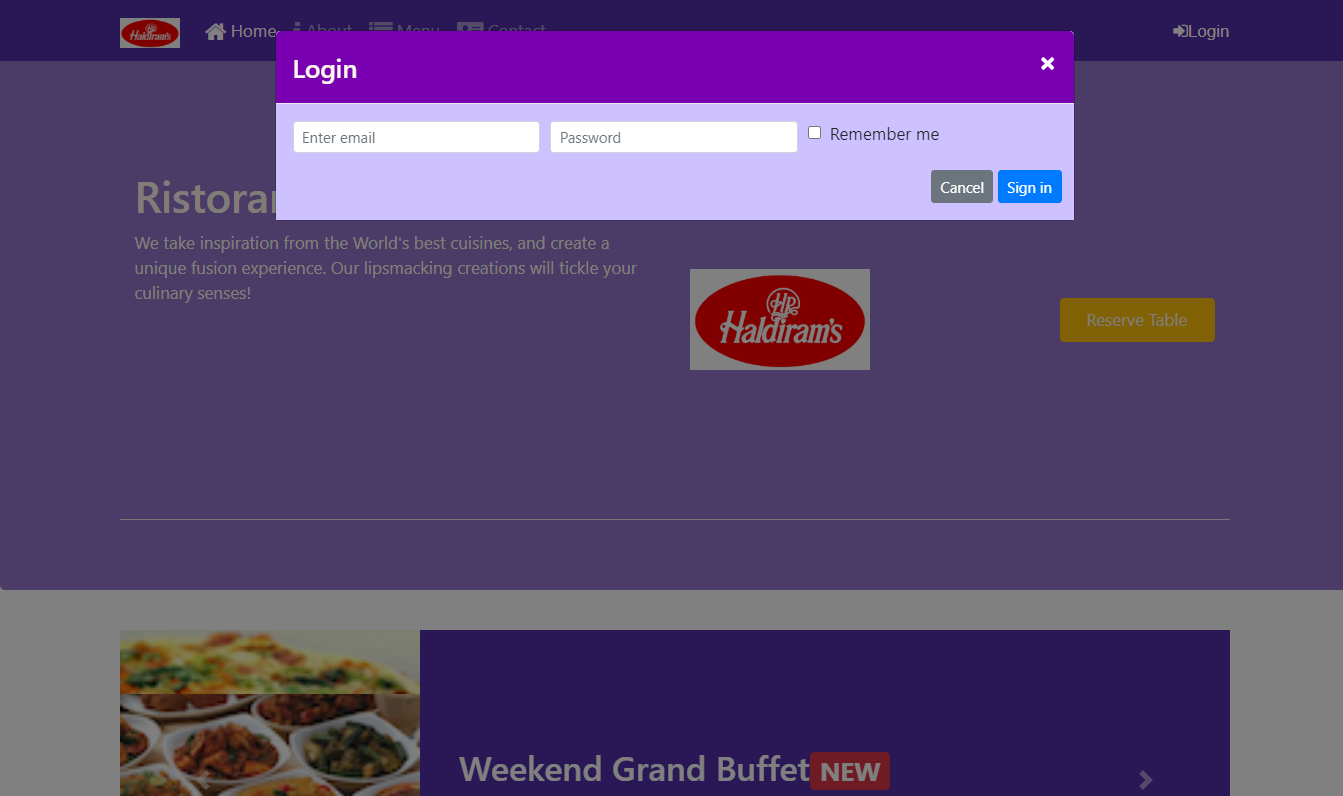 Haldiram's Home About Menu Contact Login
Login ×
Enter email Password Remember me
Cancel Sign in
Ristoran
We take inspiration from the World's best cuisines, and create a
unique fusion experience. Our lipsmacking creations will tickle your
culinary senses!
HR
Haldiram's
Reserve Table
Weekend Grand Buffet NEW